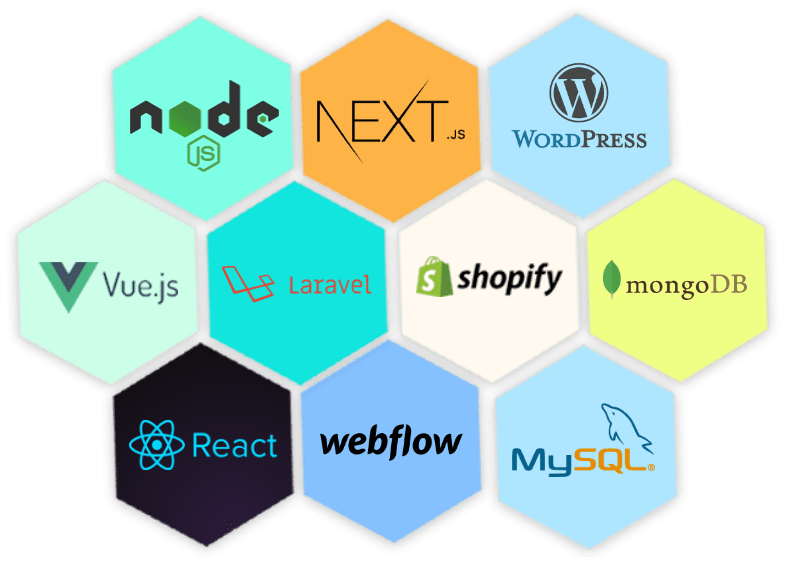 node
JS
NEXT.JS
W
WORDPRESS
Vue.js
Laravel
S shopify
mongoDB
React
webflow
MySQL®